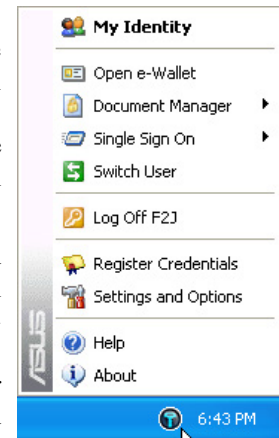 My Identity
Open e-Wallet
Document Manager
Single Sign On
Switch User
Log Off F2J
Register Credentials
Settings and Options
Help
About
ASUS
6:43 PM